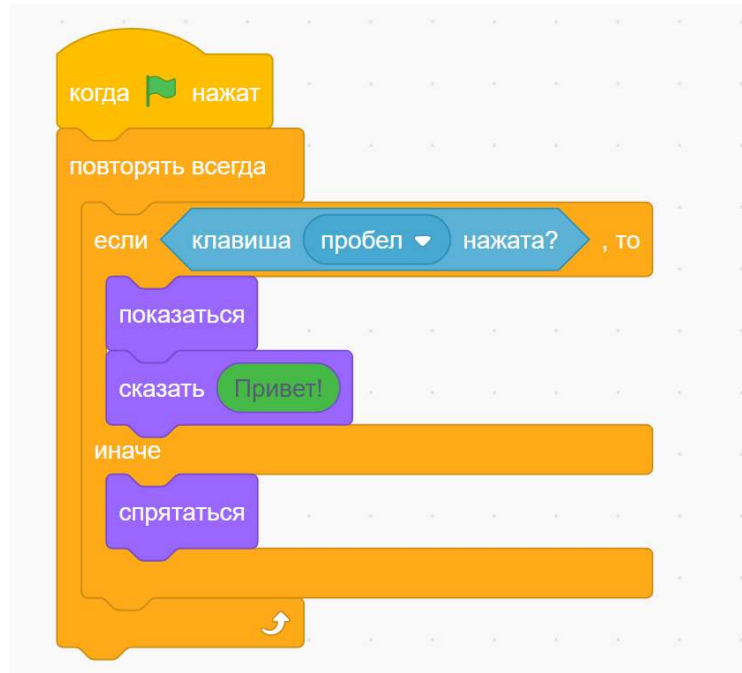 когда нажат
повторять всегда
если клавиша пробел нажата? , то
показаться
сказать Привет!
иначе
спрятаться